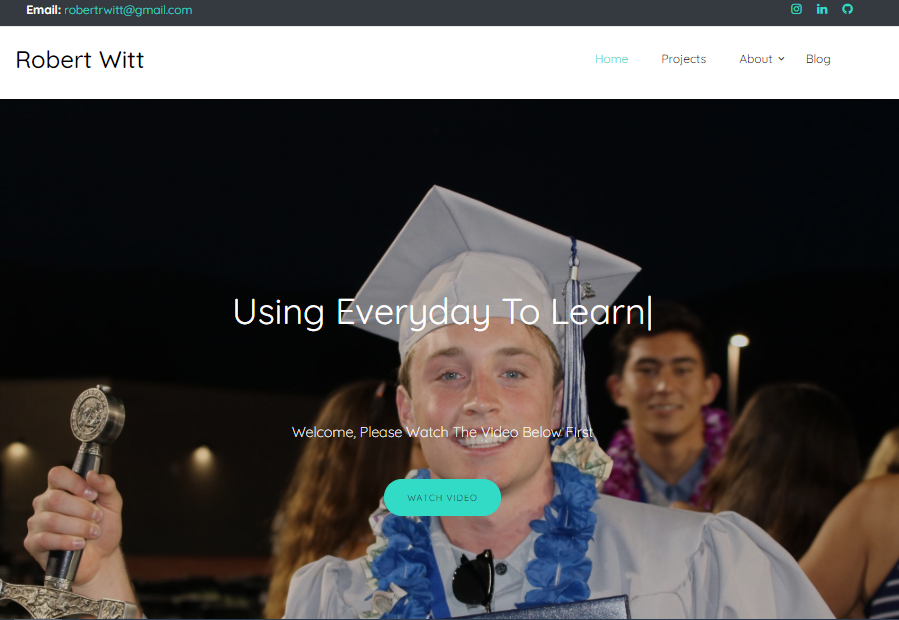 Email: robertrwitt@gmail.com
Robert Witt
Home Projects About Blog
Using Everyday To Learn|
Welcome, Please Watch The Video Below First
WATCH VIDEO